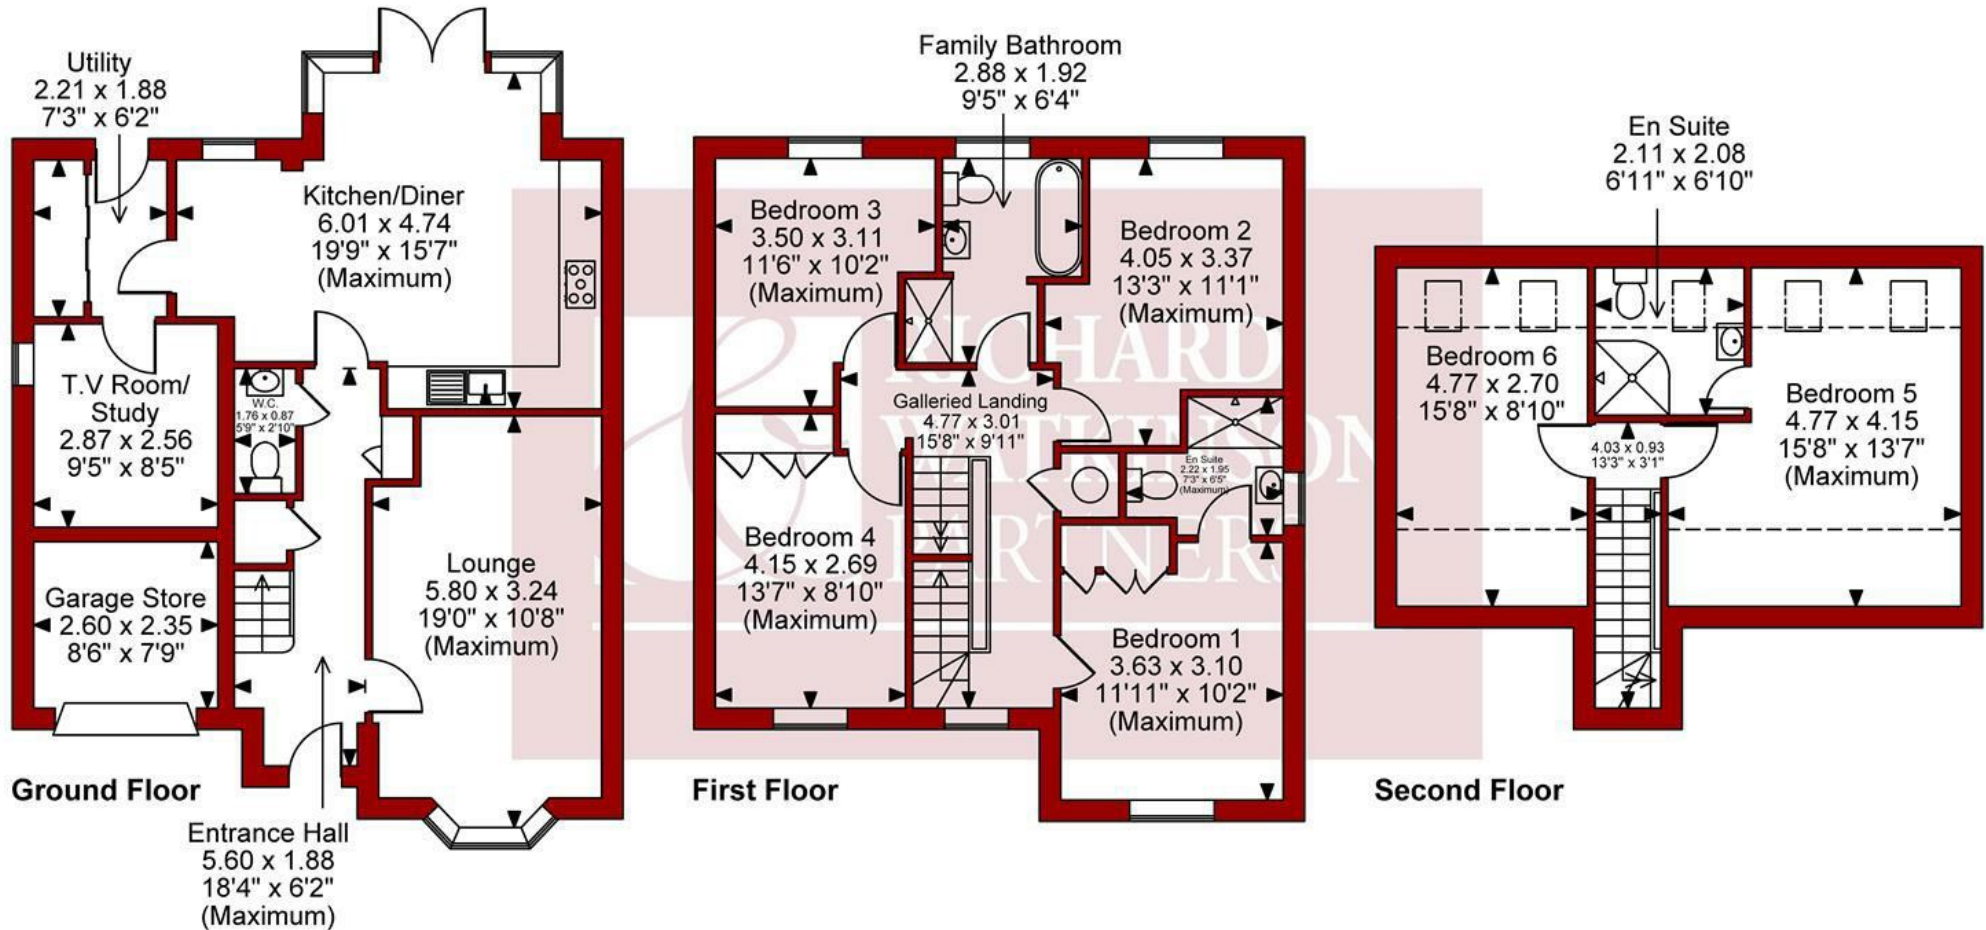 Utility
2.21 x 1.88
7'3" x 6'2"
Kitchen/Diner
6.01 x 4.74
19'9" x 15'7"
(Maximum)
T.V Room/
Study
2.87 x 2.56
9'5" x 8'5"
W.C.
1.76 x 0.87
5'9" x 2'10"
Garage Store
2.60 x 2.35
8'6" x 7'9"
Lounge
5.80 x 3.24
19'0" x 10'8"
(Maximum)
Ground Floor
Entrance Hall
5.60 x 1.88
18'4" x 6'2"
(Maximum)
Family Bathroom
2.88 x 1.92
9'5" x 6'4"
Bedroom 3
3.50 x 3.11
11'6" x 10'2"
(Maximum)
Bedroom 2
4.05 x 3.37
13'3" x 11'1"
(Maximum)
Galleried Landing
4.77 x 3.01
15'8" x 9'11"
En Suite
2.22 x 1.95
7'3" x 6'5"
(Maximum)
Bedroom 4
4.15 x 2.69
13'7" x 8'10"
(Maximum)
Bedroom 1
3.63 x 3.10
11'11" x 10'2"
(Maximum)
First Floor
En Suite
2.11 x 2.08
6'11" x 6'10"
Bedroom 6
4.77 x 2.70
15'8" x 8'10"
4.03 x 0.93
13'3" x 3'1"
Bedroom 5
4.77 x 4.15
15'8" x 13'7"
(Maximum)
Second Floor
RICHARD
WATKINSON
PARTNERS